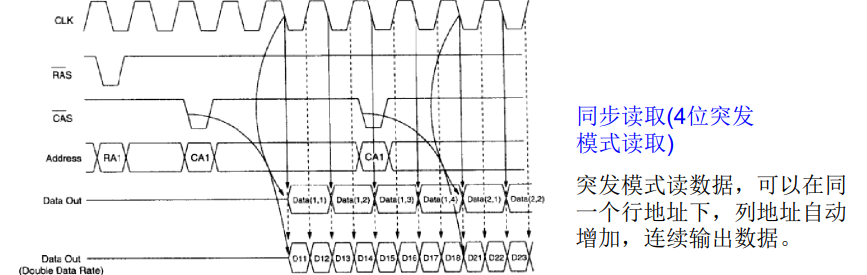 CLK
RAS
CAS
Address RA1 CA1 CA1
Data Out Data(1,1) Data(1,2) Data(1,3) Data(1,4) Data(2,1) Data(2,2)
Data Out D11 D12 D13 D14 D15 D16 D17 D18 D21 D22 D23
(Double Data Rate)
同步读取(4位突发
模式读取)
突发模式读数据，可以在同
一个行地址下，列地址自动
增加，连续输出数据。